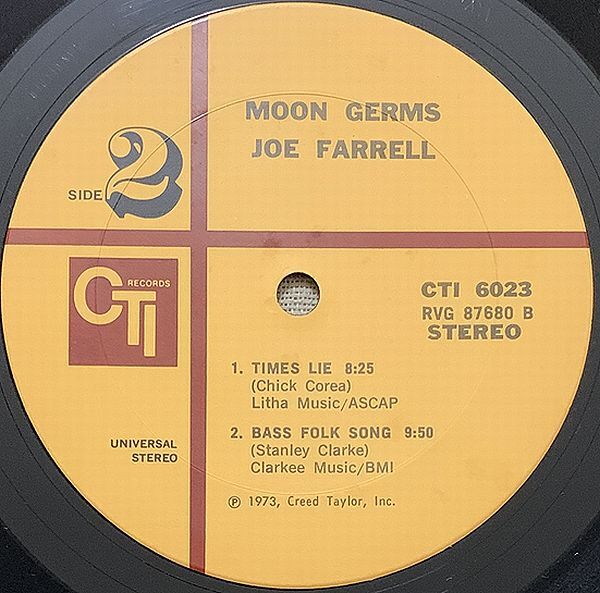 MOON GERMS
JOE FARRELL
SIDE 2
CTI RECORDS
CTI 6023
RVG 87680 B
STEREO
1. TIMES LIE 8:25
(Chick Corea)
Litha Music/ASCAP
2. BASS FOLK SONG 9:50
(Stanley Clarke)
Clarkee Music/BMI
UNIVERSAL
STEREO
℗ 1973, Creed Taylor, Inc.